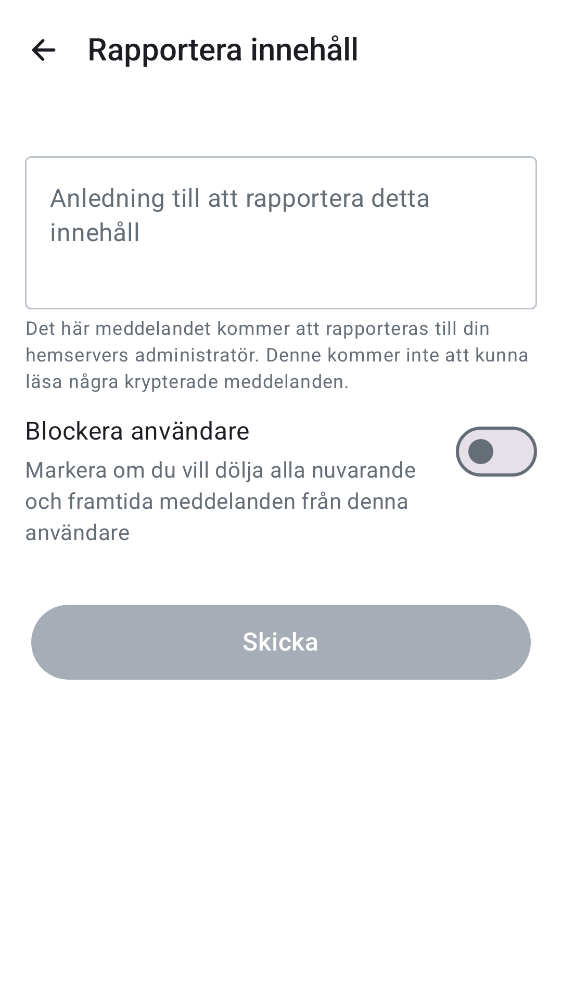 Rapportera innehåll
Anledning till att rapportera detta
innehåll
Det här meddelandet kommer att rapporteras till din
hemservers administratör. Denne kommer inte att kunna
läsa några krypterade meddelanden.
Blockera användare
Markera om du vill dölja alla nuvarande
och framtida meddelanden från denna
användare
Skicka